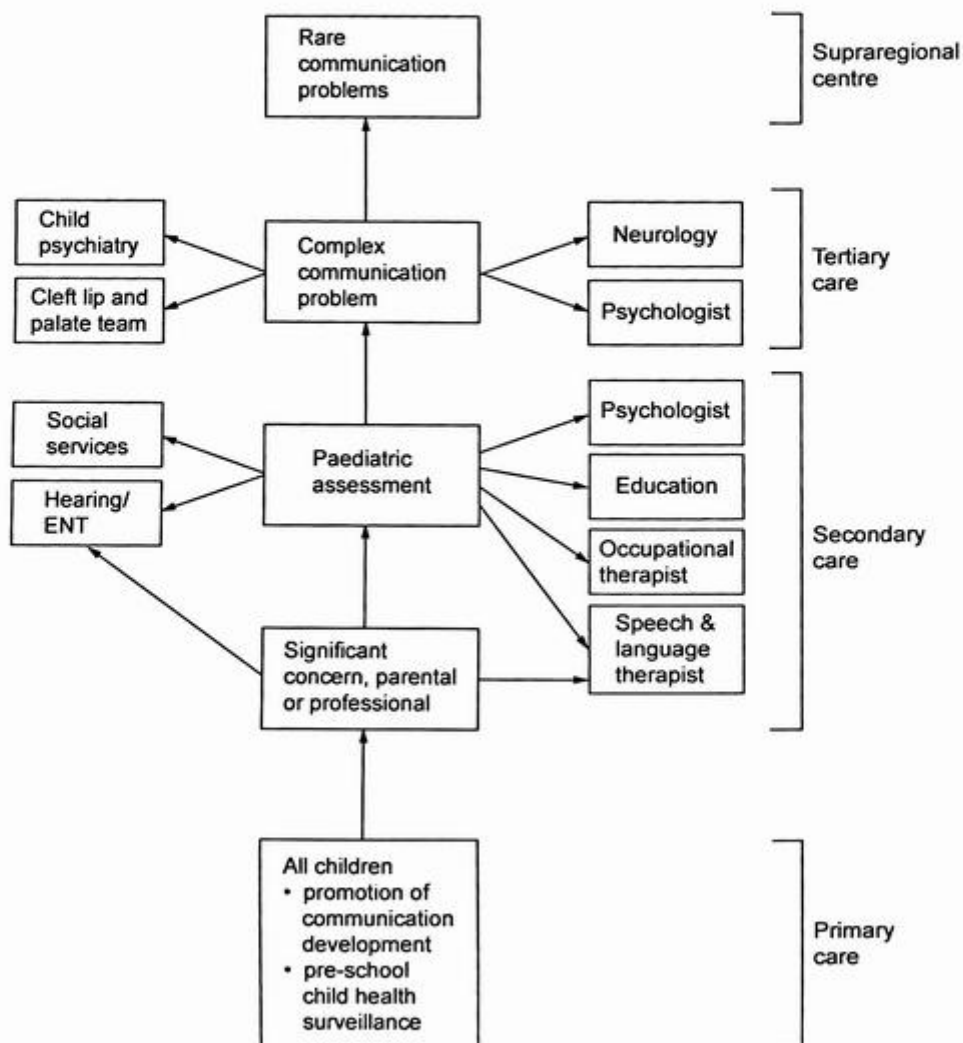 Rare
communication
problems
Supraregional
centre
Child
psychiatry
Cleft lip and
palate team
Complex
communication
problem
Neurology
Psychologist
Tertiary
care
Social
services
Hearing/
ENT
Paediatric
assessment
Psychologist
Education
Occupational
therapist
Speech &
language
therapist
Secondary
care
Significant
concern, parental
or professional
All children
• promotion of
communication
development
• pre-school
child health
surveillance
Primary
care